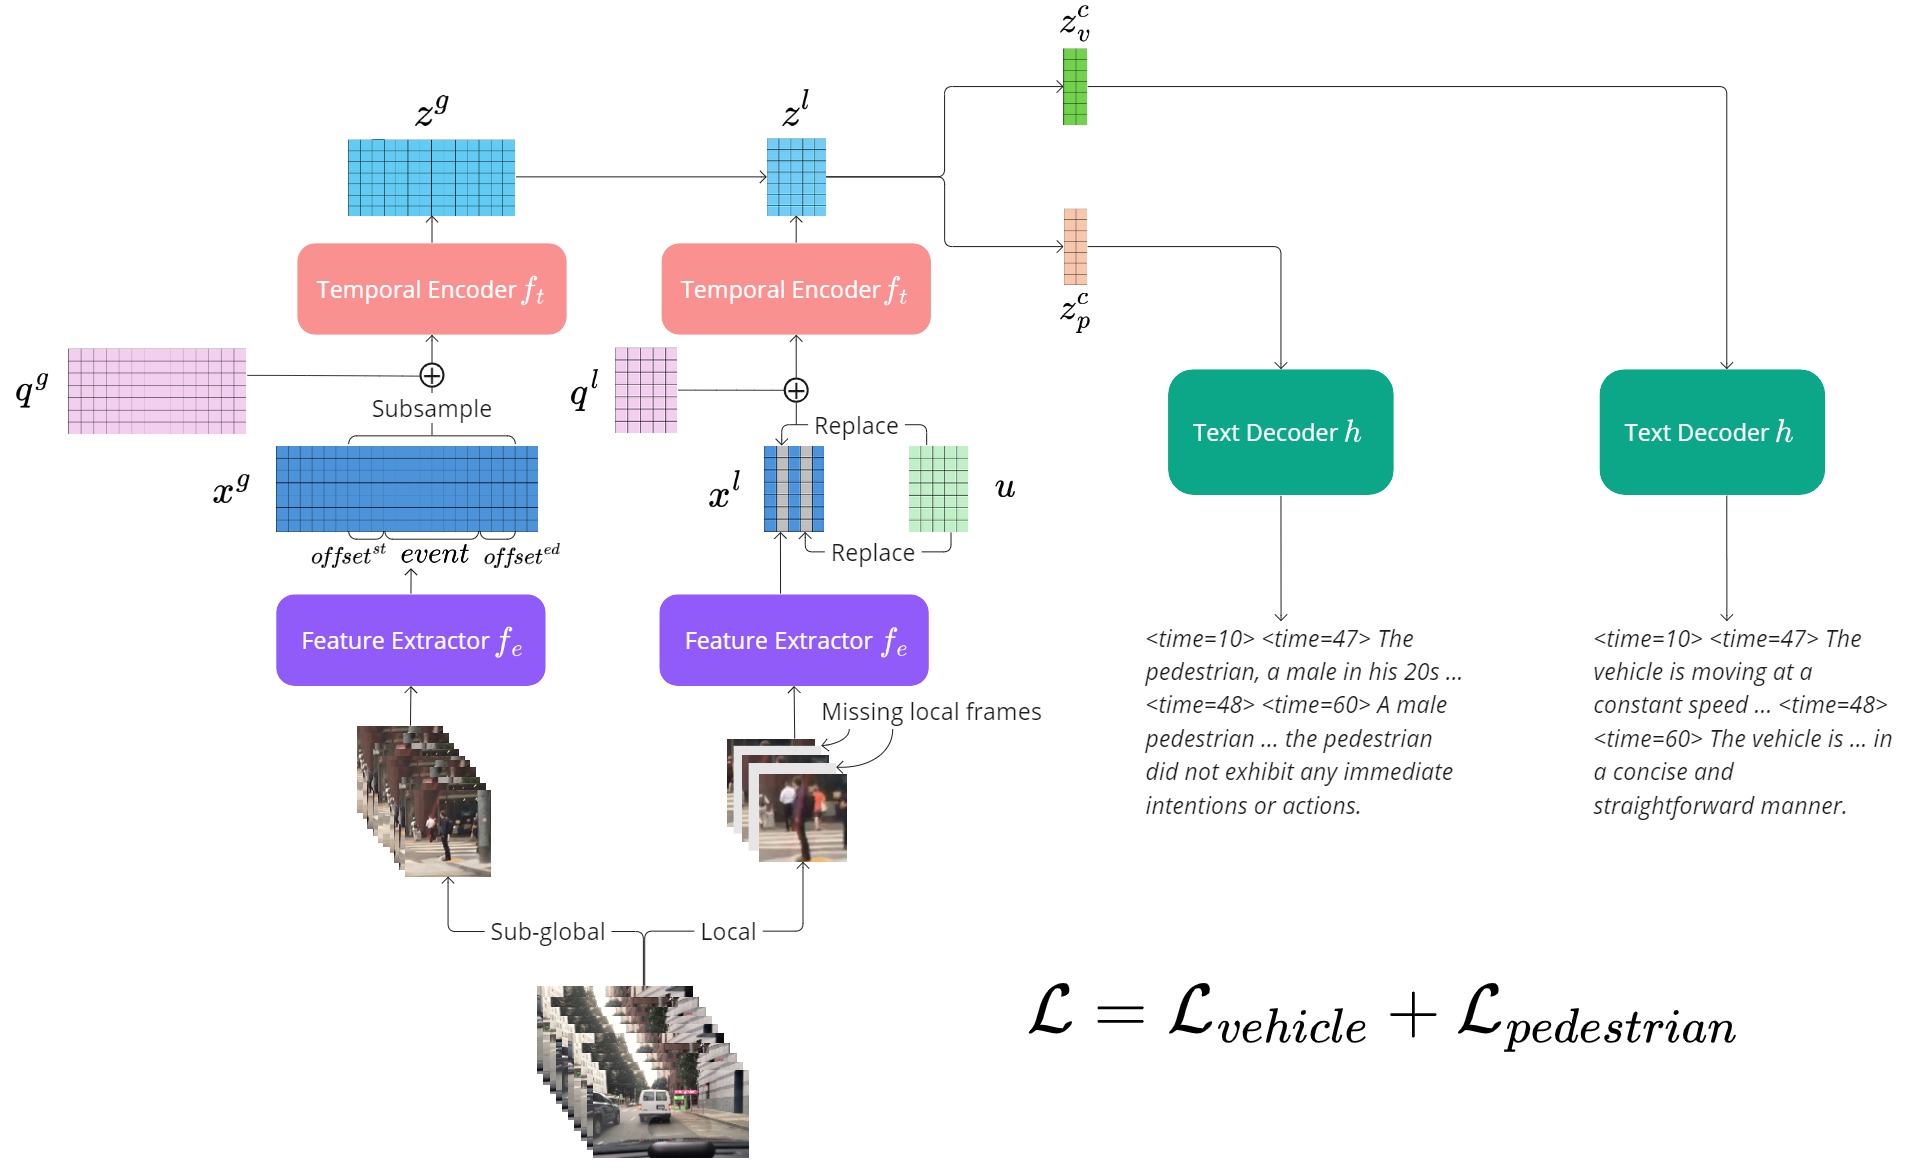 z_v^c
z^g
z^l
Temporal Encoder f_t
Temporal Encoder f_t
z_p^c
q^g
q^l
Subsample
Replace
Text Decoder h
Text Decoder h
x^g
x^l
u
offset^{st} event offset^{ed}
Replace
Feature Extractor f_e
Feature Extractor f_e
Missing local frames
<time=10> <time=47> The
pedestrian, a male in his 20s ...
<time=48> <time=60> A male
pedestrian ... the pedestrian
did not exhibit any immediate
intentions or actions.
<time=10> <time=47> The
vehicle is moving at a
constant speed ... <time=48>
<time=60> The vehicle is ... in
a concise and
straightforward manner.
Sub-global
Local
ℒ = ℒ_{vehicle} + ℒ_{pedestrian}